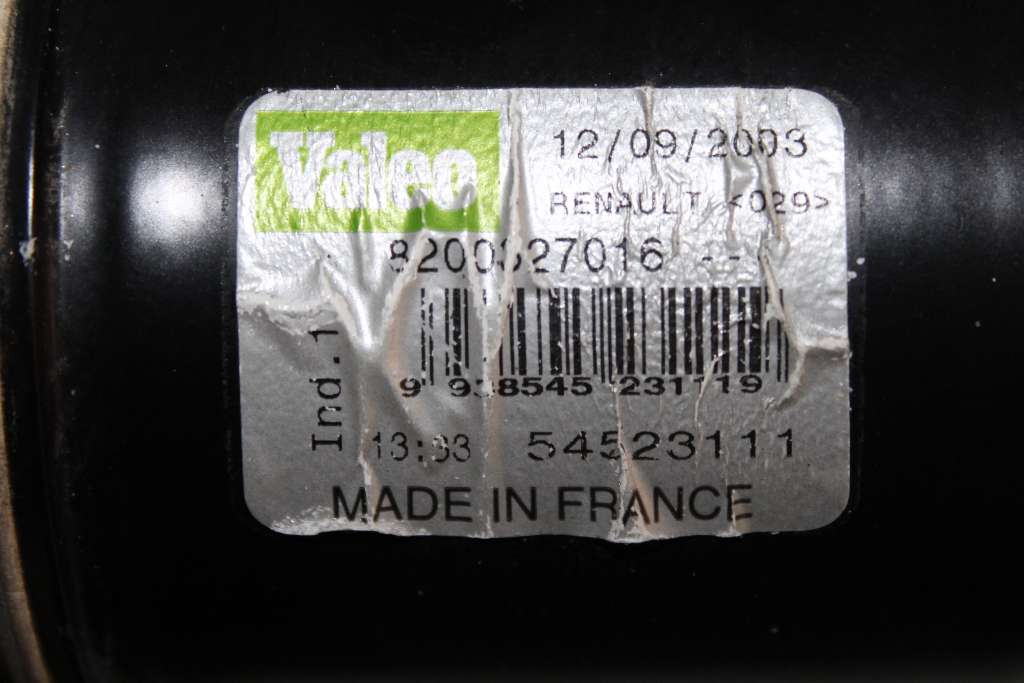 Valeo
12/09/2003
RENAULT <029>
8200327016 --
9 938545 231119
Ind.1
13:33 54523111
MADE IN FRANCE